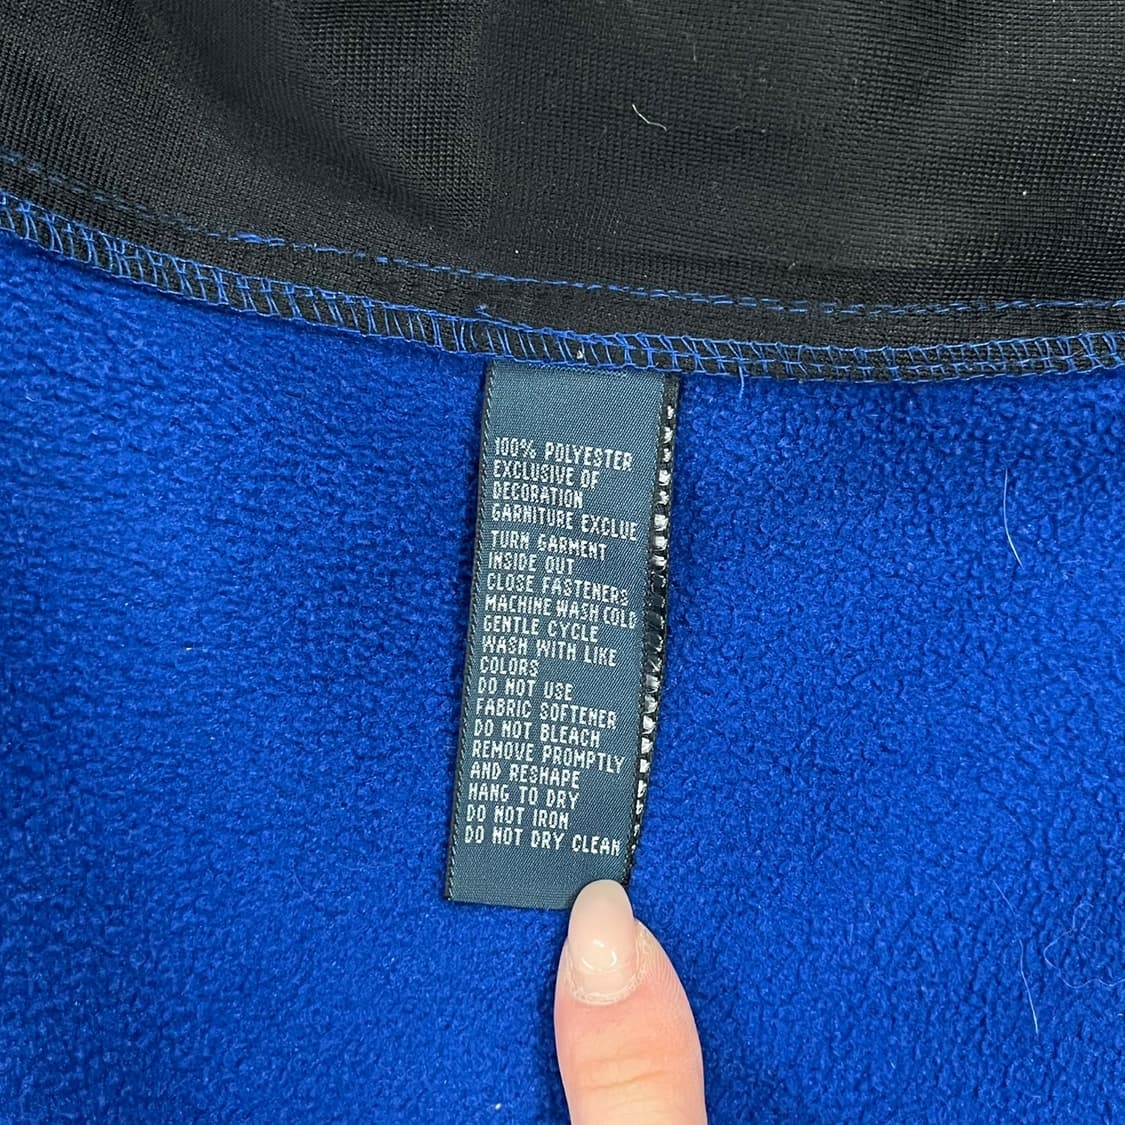 100% POLYESTER
EXCLUSIVE OF
DECORATION
GARNITURE EXCLUE
TURN GARMENT
INSIDE OUT
CLOSE FASTENERS
MACHINE WASH COLD
GENTLE CYCLE
WASH WITH LIKE
COLORS
DO NOT USE
FABRIC SOFTENER
DO NOT BLEACH
REMOVE PROMPTLY
AND RESHAPE
HANG TO DRY
DO NOT IRON
DO NOT DRY CLEAN